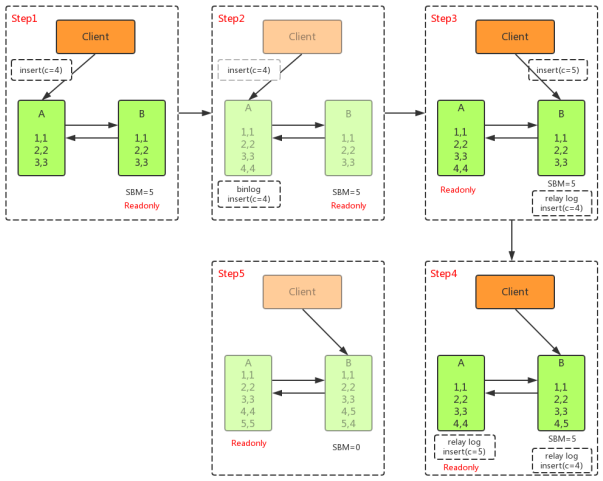 Step1
Client
insert(c=4)
A
1,1
2,2
3,3
B
1,1
2,2
3,3
SBM=5
Readonly
Step2
Client
insert(c=4)
A
1,1
2,2
3,3
4,4
binlog
insert(c=4)
B
1,1
2,2
3,3
SBM=5
Readonly
Step3
Client
insert(c=5)
A
1,1
2,2
3,3
4,4
Readonly
B
1,1
2,2
3,3
SBM=5
relay log
insert(c=4)
Step5
Client
A
1,1
2,2
3,3
4,4
5,5
Readonly
B
1,1
2,2
3,3
4,5
5,4
SBM=0
Step4
Client
A
1,1
2,2
3,3
4,4
relay log
insert(c=5)
Readonly
B
1,1
2,2
3,3
4,5
SBM=5
relay log
insert(c=4)